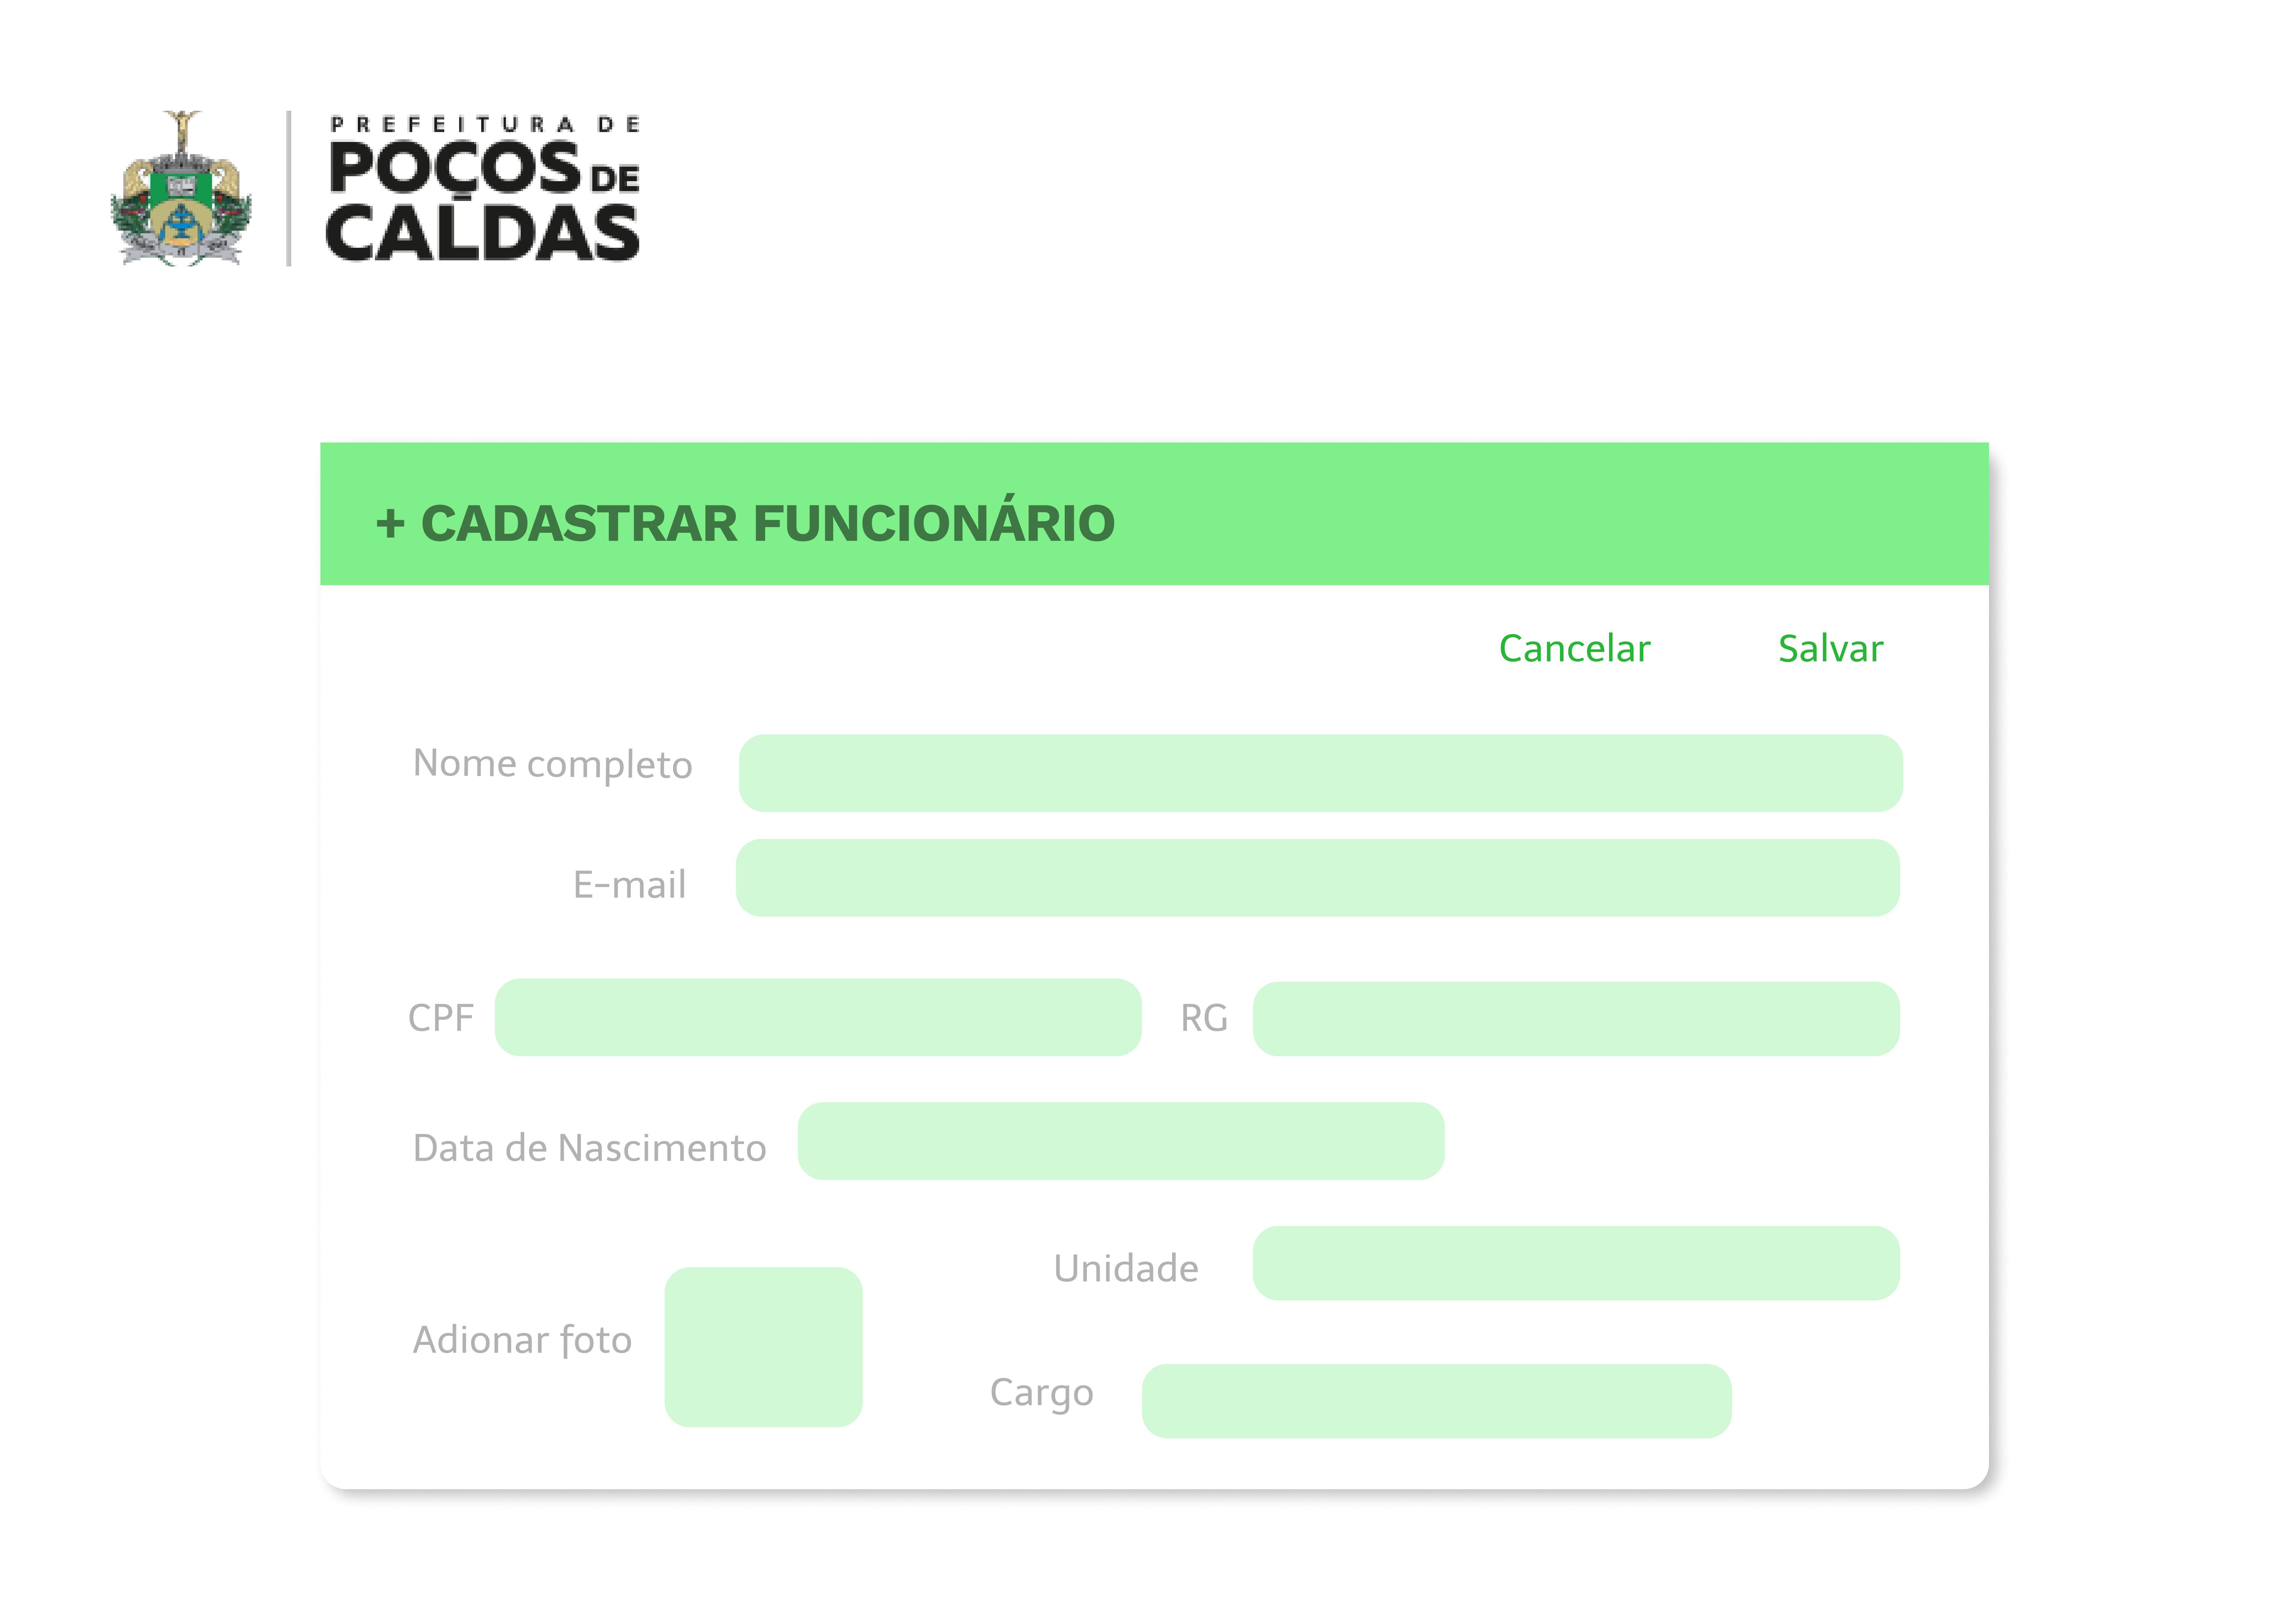 PREFEITURA DE
POÇOS DE
CALDAS
+ CADASTRAR FUNCIONÁRIO
Cancelar Salvar
Nome completo
E-mail
CPF RG
Data de Nascimento
Unidade
Adionar foto
Cargo